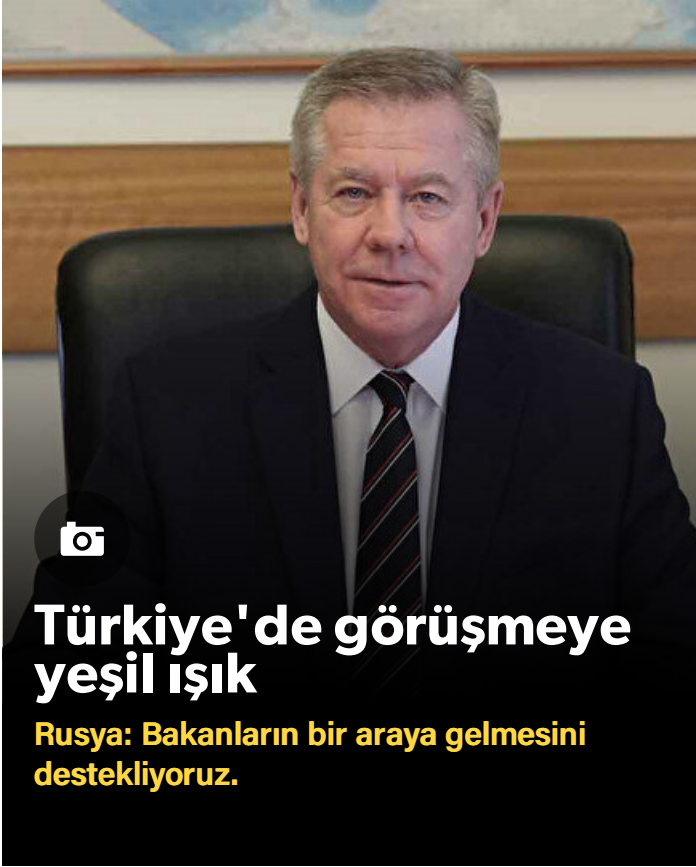 Türkiye'de görüşmeye
yeşil ışık
Rusya: Bakanların bir araya gelmesini
destekliyoruz.